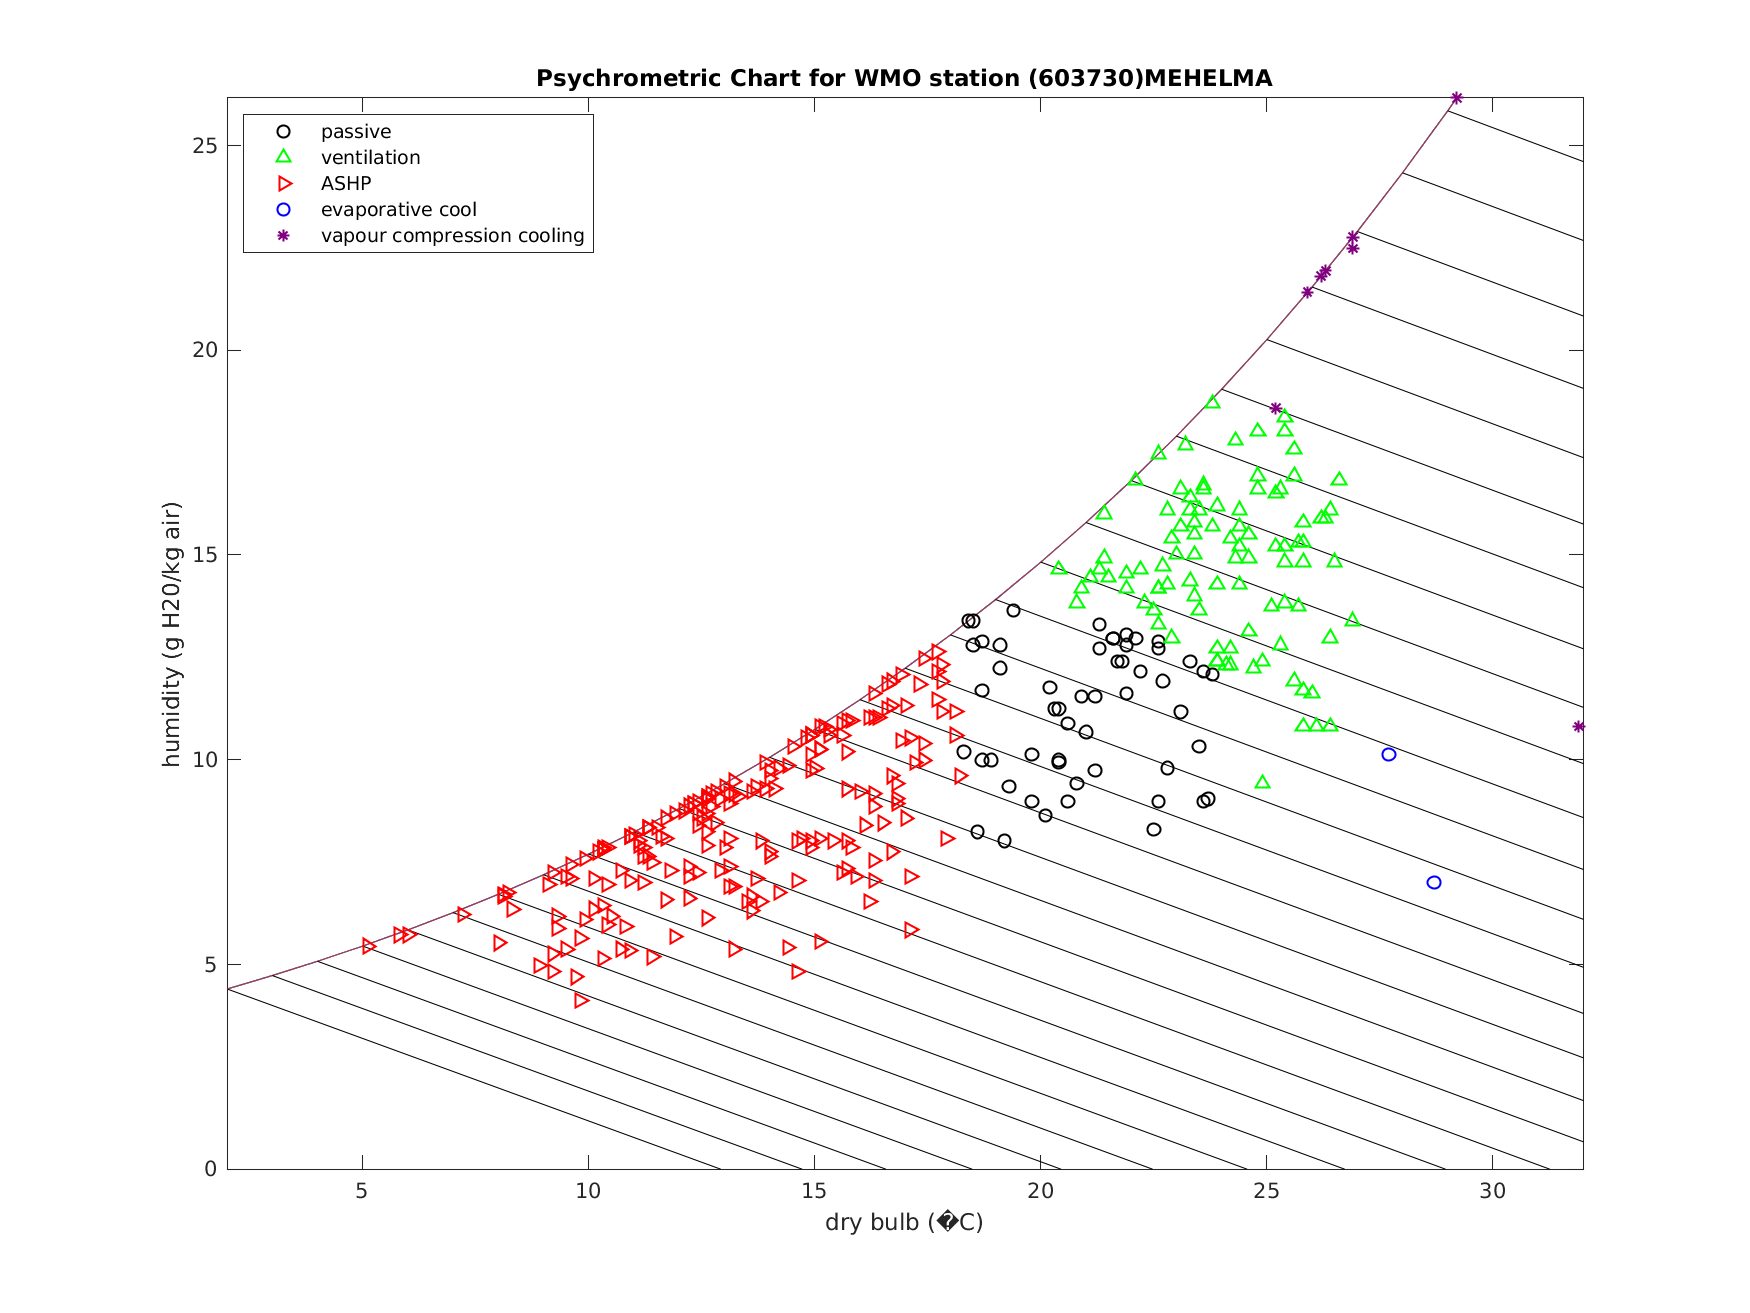 Psychrometric Chart for WMO station (603730)MEHELMA
passive
ventilation
ASHP
evaporative cool
vapour compression cooling
25
20
15
10
5
0
humidity (g H20/kg air)
5
10
15
20
25
30
dry bulb (�C)